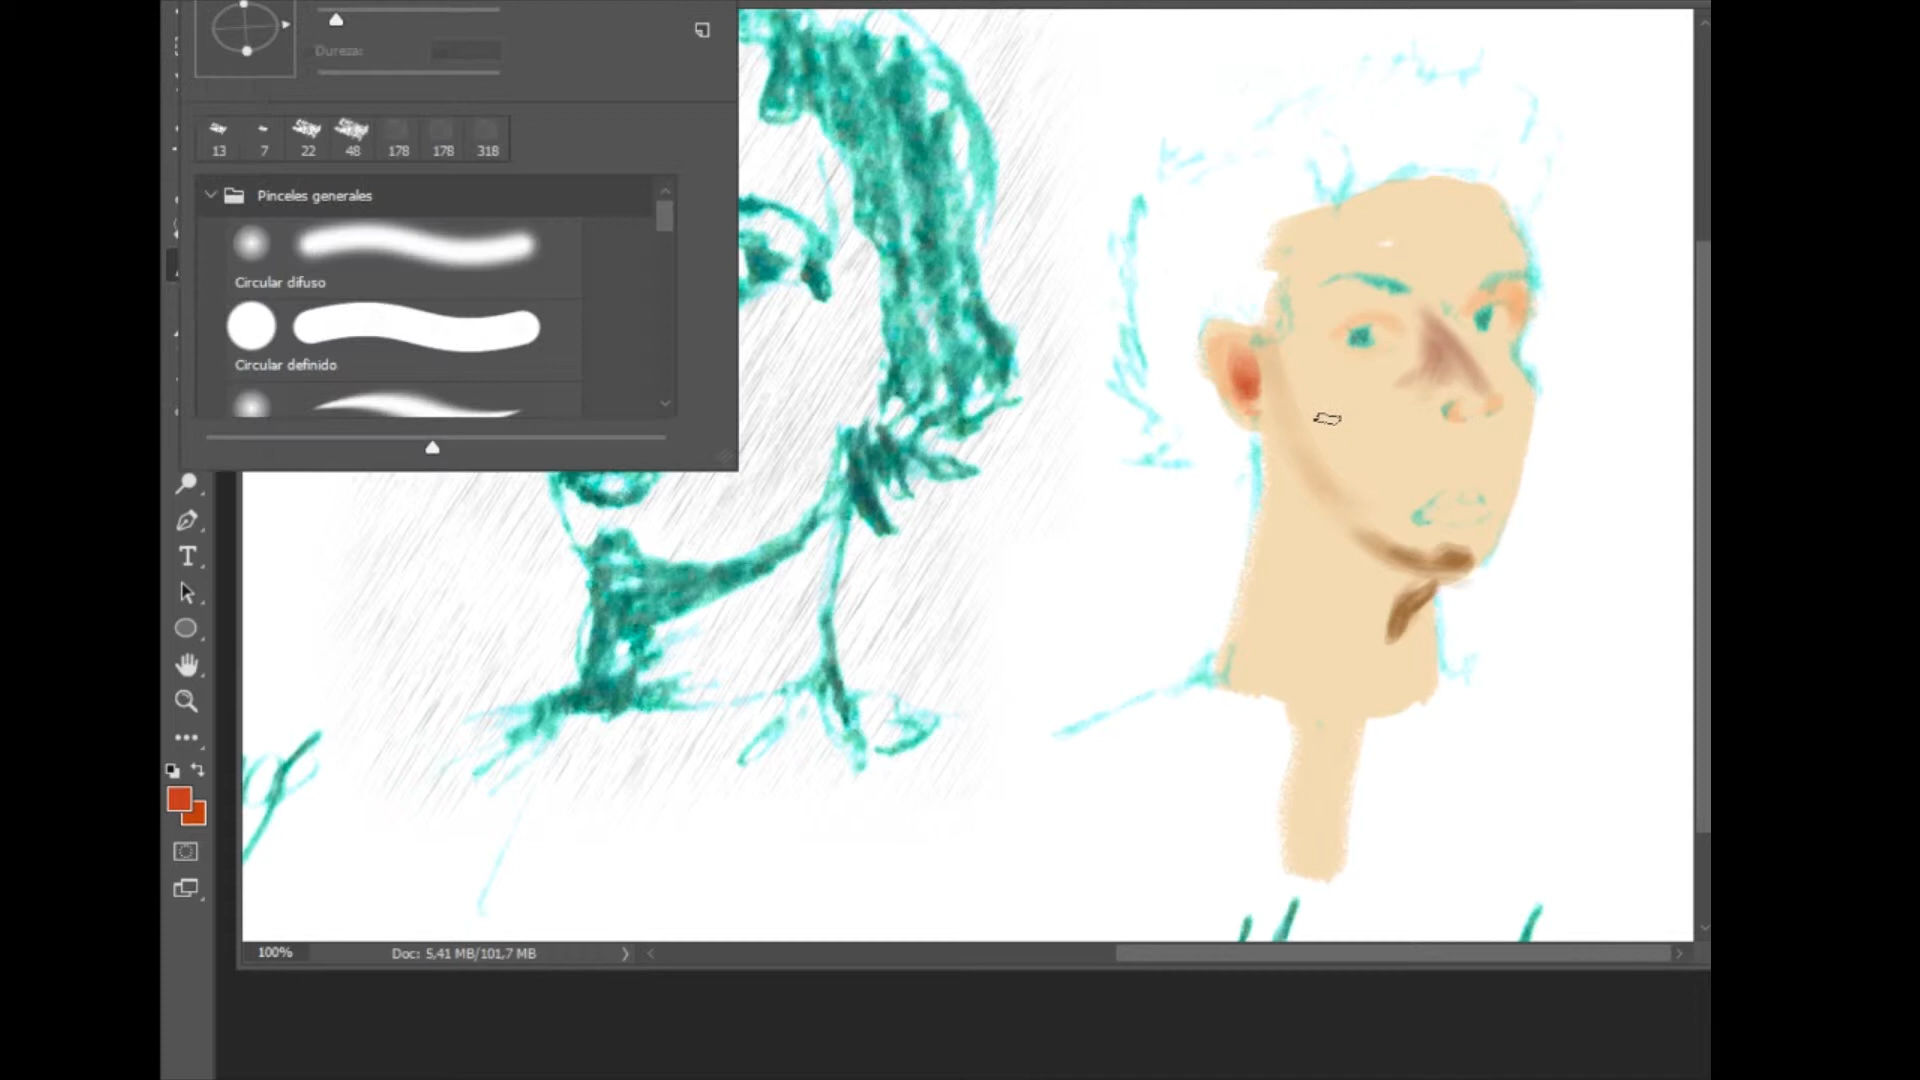 Dureza:
13 7 22 48 178 178 318
Pinceles generales
Circular difuso
Circular definido
100% Doc: 5,41 MB/101,7 MB